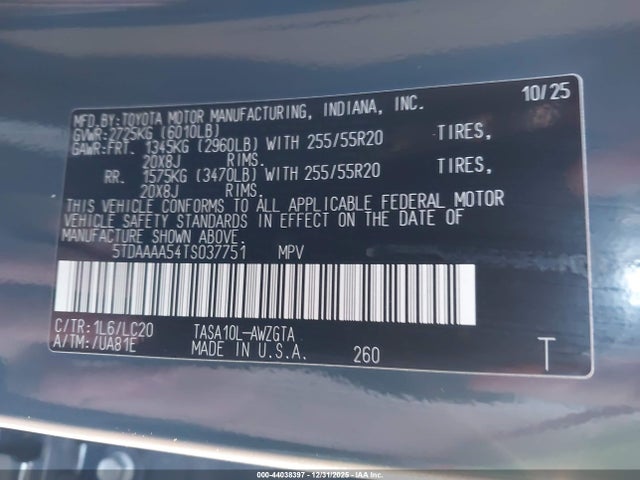 MFD.BY:TOYOTA MOTOR MANUFACTURING, INDIANA, INC. 10/25
GVWR:2725KG (6010LB)
GAWR:FRT. 1345KG (2960LB) WITH 255/55R20 TIRES,
20X8J RIMS.
RR. 1575KG (3470LB) WITH 255/55R20 TIRES,
20X8J RIMS.
THIS VEHICLE CONFORMS TO ALL APPLICABLE FEDERAL MOTOR
VEHICLE SAFETY STANDARDS IN EFFECT ON THE DATE OF
MANUFACTURE SHOWN ABOVE.
5TDAAAA54TS037751 MPV
C/TR:1L6/LC20 TASA10L-AWZGTA
A/TM:/UA81E MADE IN U.S.A. 260 T
000-44038397 - 12/31/2025 - IAA Inc.